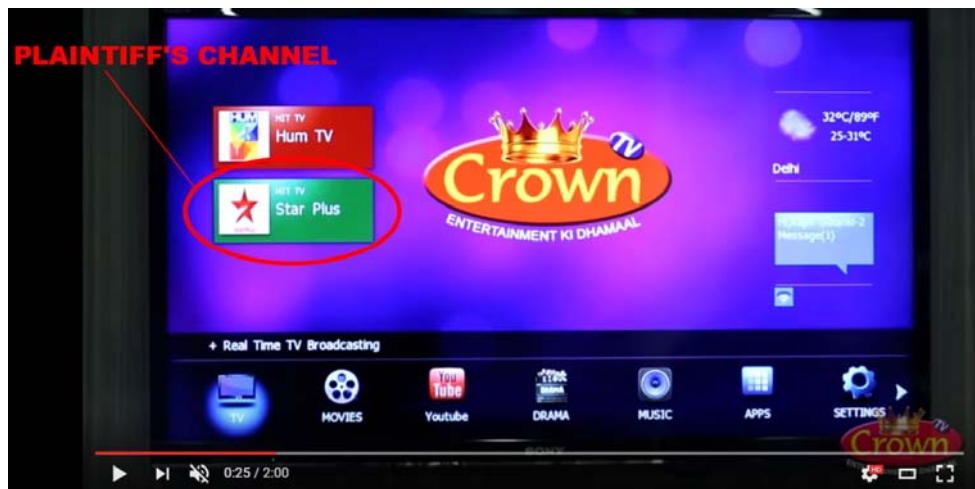 PLAINTIFF'S CHANNEL
HUM
HIT TV
Hum TV
HIT TV
Star Plus
Crown TV
ENTERTAINMENT KI DHAMAAL
32°C/89°F
25-31°C
Delhi
Message(1)
+ Real Time TV Broadcasting
TV
MOVIES
You Tube
Youtube
DRAMA
DRAMA
MUSIC
APPS
SETTINGS
SONY
Crown TV
0:25 / 2:00
HD